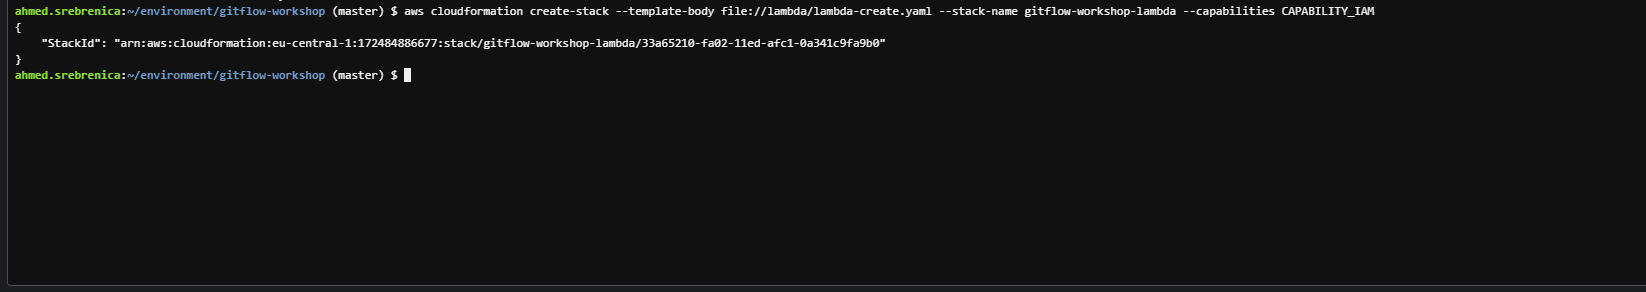 ahmed.srebrenica:~/environment/gitflow-workshop (master) $ aws cloudformation create-stack --template-body file://lambda/lambda-create.yaml --stack-name gitflow-workshop-lambda --capabilities CAPABILITY_IAM
{
    "StackId": "arn:aws:cloudformation:eu-central-1:172484886677:stack/gitflow-workshop-lambda/33a65210-fa02-11ed-afc1-0a341c9fa9b0"
}
ahmed.srebrenica:~/environment/gitflow-workshop (master) $